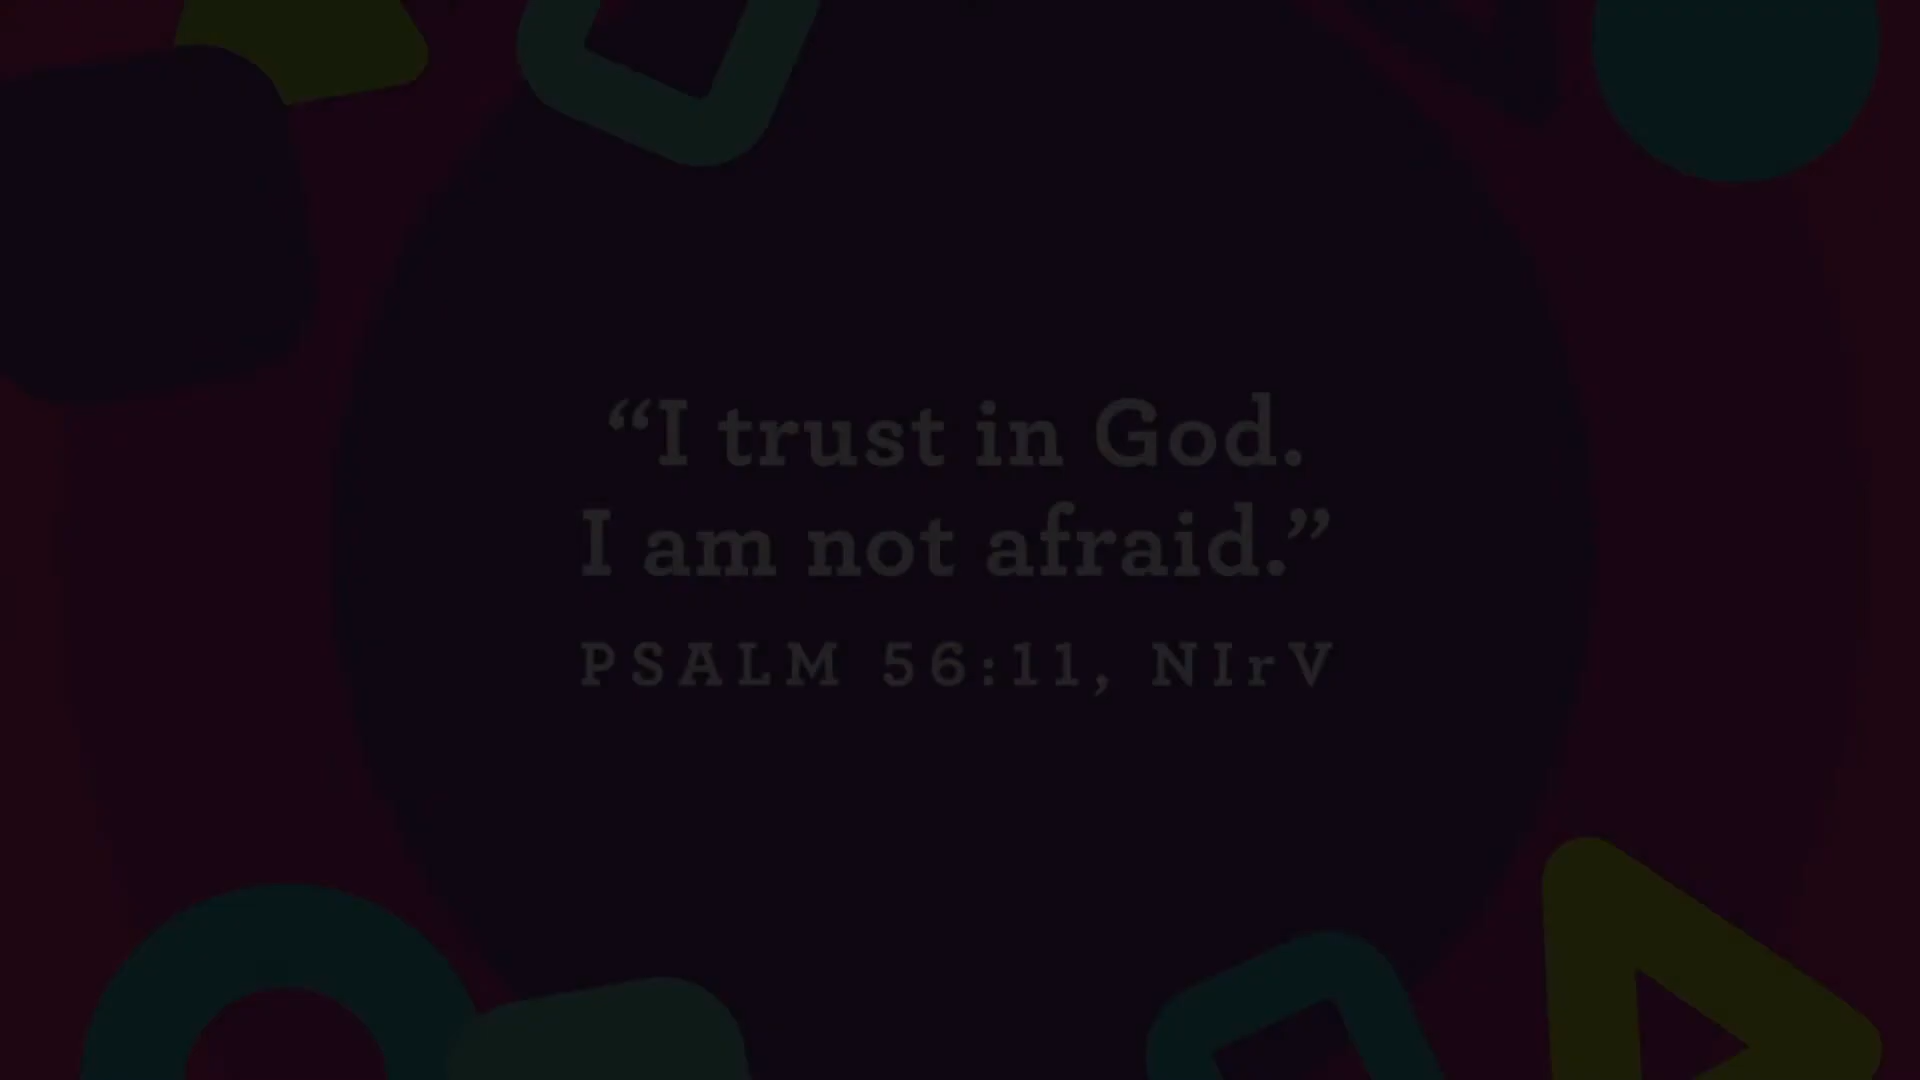 “I trust in God.
I am not afraid.”
PSALM 56:11, NIrV